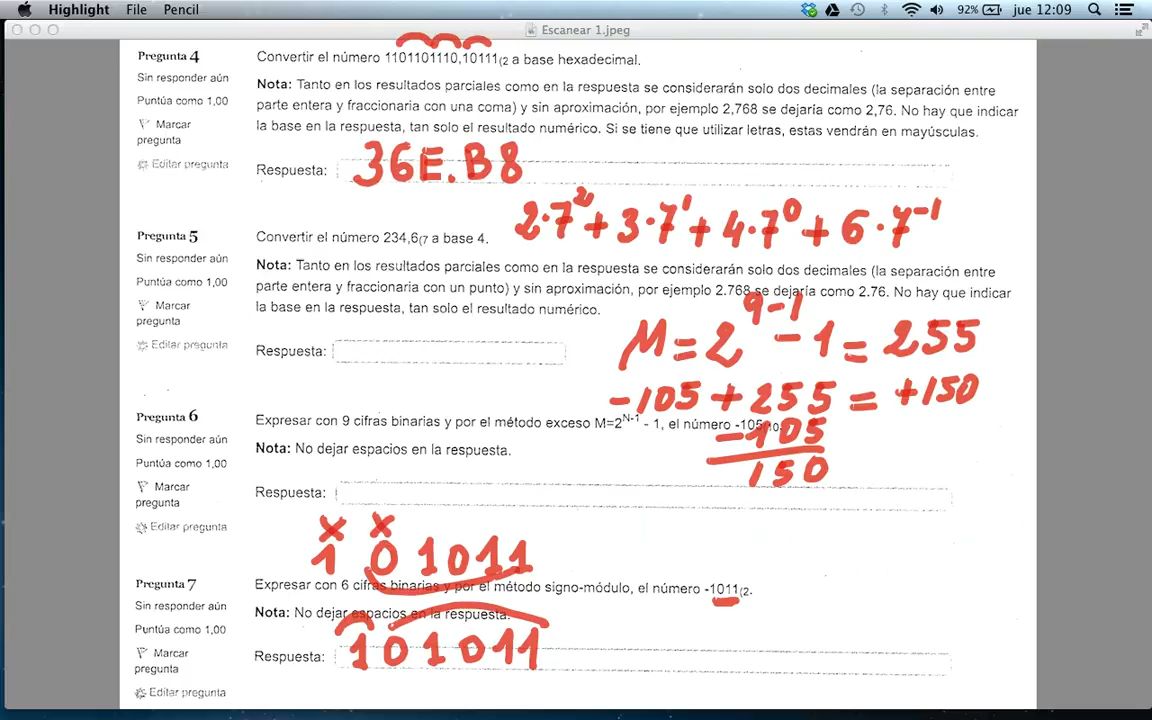 Highlight File Pencil 92% jue 12:09
Escanear 1.jpeg
Pregunta 4
Sin responder aún
Puntúa como 1,00
Marcar
pregunta
Editar pregunta
Convertir el número 1101101110,10111(2 a base hexadecimal.
Nota: Tanto en los resultados parciales como en la respuesta se considerarán solo dos decimales (la separación entre
parte entera y fraccionaria con una coma) y sin aproximación, por ejemplo 2,768 se dejaría como 2,76. No hay que indicar
la base en la respuesta, tan solo el resultado numérico. Si se tiene que utilizar letras, estas vendrán en mayúsculas.
Respuesta: 36E.B8
2·7^2 + 3·7^1 + 4·7^0 + 6·7^-1
Pregunta 5
Sin responder aún
Puntúa como 1,00
Marcar
pregunta
Editar pregunta
Convertir el número 234,6(7 a base 4.
Nota: Tanto en los resultados parciales como en la respuesta se considerarán solo dos decimales (la separación entre
parte entera y fraccionaria con un punto) y sin aproximación, por ejemplo 2.768 se dejaría como 2.76. No hay que indicar
la base en la respuesta, tan solo el resultado numérico.
Respuesta:
M = 2^9-1 - 1 = 255
-105 + 255 = +150
-105
150
Pregunta 6
Sin responder aún
Puntúa como 1,00
Marcar
pregunta
Editar pregunta
Expresar con 9 cifras binarias y por el método exceso M=2^N-1 - 1, el número -105(10.
Nota: No dejar espacios en la respuesta.
Respuesta:
x x
1 01011
Pregunta 7
Sin responder aún
Puntúa como 1,00
Marcar
pregunta
Editar pregunta
Expresar con 6 cifras binarias y por el método signo-módulo, el número -1011(2.
Nota: No dejar espacios en la respuesta.
Respuesta: 101011